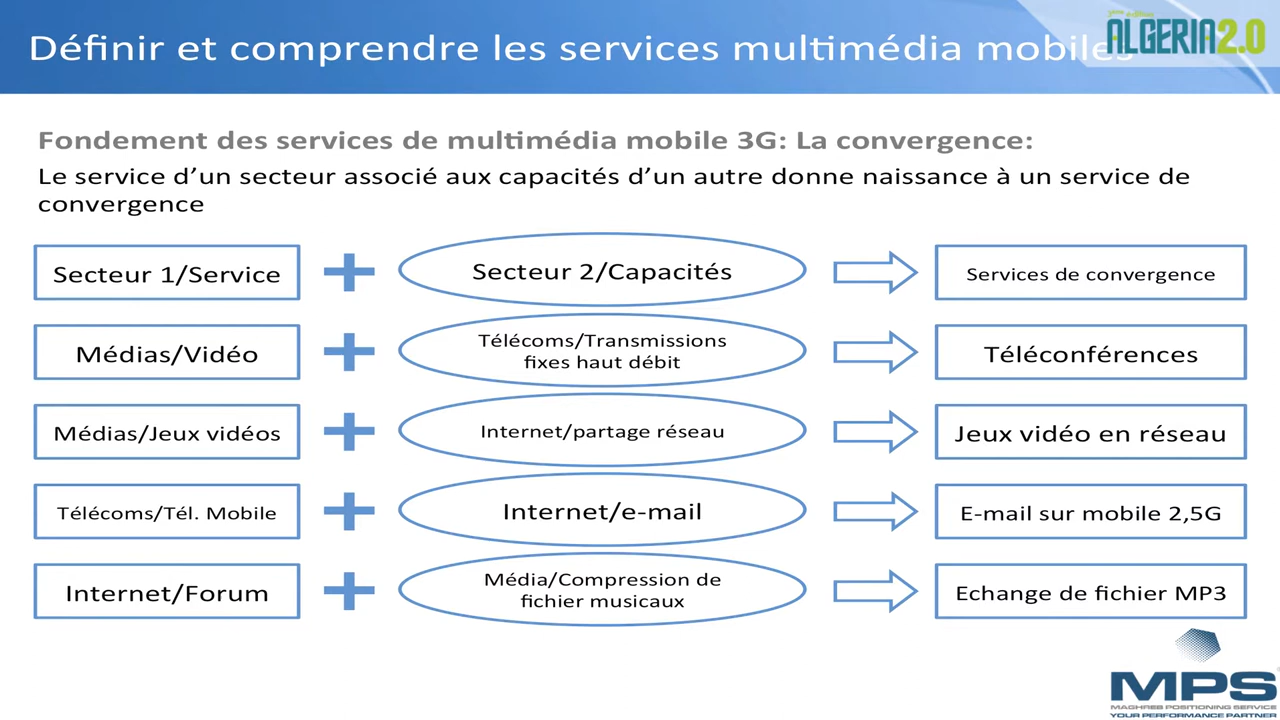 Définir et comprendre les services multimédia mobiles
ALGERIA2.0
Fondement des services de multimédia mobile 3G: La convergence:
Le service d’un secteur associé aux capacités d’un autre donne naissance à un service de
convergence
Secteur 1/Service
Secteur 2/Capacités
Services de convergence
Médias/Vidéo
Télécoms/Transmissions
fixes haut débit
Téléconférences
Médias/Jeux vidéos
Internet/partage réseau
Jeux vidéo en réseau
Télécoms/Tél. Mobile
Internet/e-mail
E-mail sur mobile 2,5G
Internet/Forum
Média/Compression de
fichier musicaux
Echange de fichier MP3
MPS
MAGHREB POSITIONING SERVICE
YOUR PERFORMANCE PARTNER